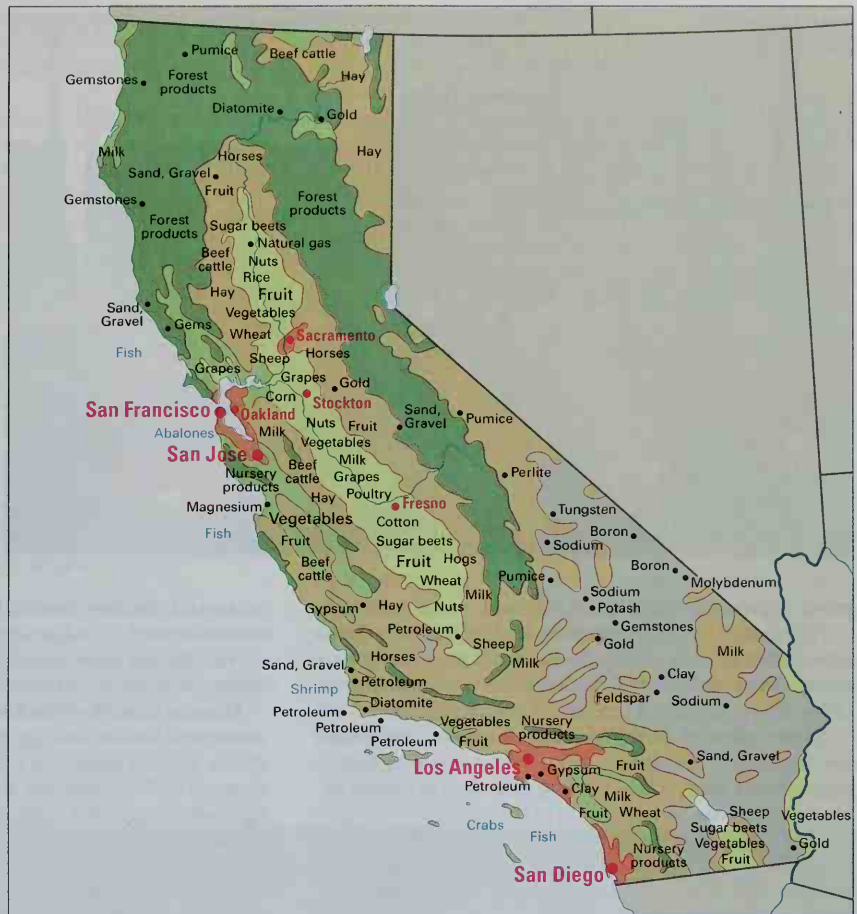 Pumice
Beef cattle
Gemstones
Forest
products
Hay
Diatomite
Gold
Milk
Horses
Hay
Sand, Gravel
Fruit
Gemstones
Forest
products
Forest
products
Sugar beets
Natural gas
Beef
cattle
Nuts
Rice
Hay
Fruit
Sand,
Gravel
Vegetables
Gems
Wheat
Sacramento
Fish
Sheep
Horses
Grapes
Grapes
Gold
Corn
Stockton
San Francisco
Oakland
Sand,
Gravel
Pumice
Abalones
Milk
Nuts
Fruit
Vegetables
San Jose
Beef
cattle
Milk
Nursery
products
Grapes
Perlite
Hay
Poultry
Magnesium
Fresno
Tungsten
Vegetables
Cotton
Fish
Boron
Fruit
Sugar beets
Sodium
Beef
cattle
Fruit
Hogs
Boron
Wheat
Pumice
Molybdenum
Milk
Sodium
Gypsum
Hay
Nuts
Potash
Petroleum
Gemstones
Sheep
Gold
Milk
Horses
Milk
Sand, Gravel
Petroleum
Clay
Shrimp
Feldspar
Sodium
Diatomite
Petroleum
Petroleum
Vegetables
Nursery
products
Petroleum
Fruit
Sand, Gravel
Los Angeles
Gypsum
Fruit
Petroleum
Clay
Milk
Fruit
Wheat
Sheep
Vegetables
Crabs
Sugar beets
Fish
Vegetables
Gold
Nursery
products
Fruit
San Diego